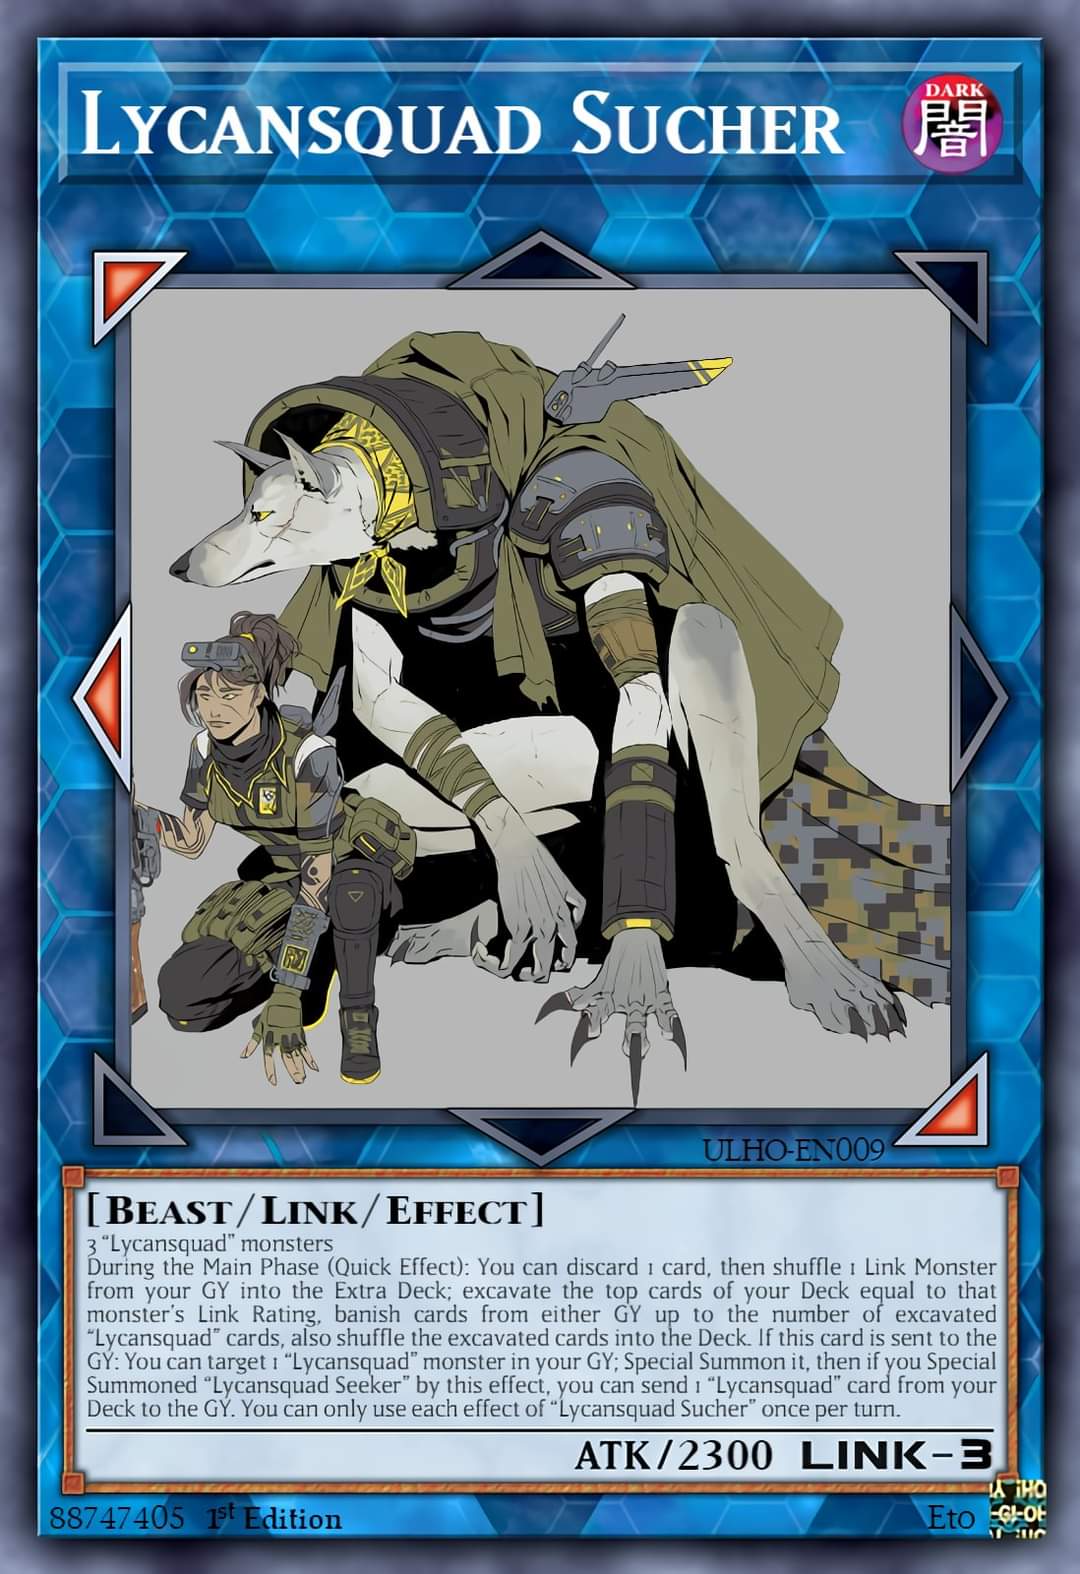 LYCANSQUAD SUCHER
DARK
闇
ULHO-EN009
[BEAST/LINK/EFFECT]
3 “Lycansquad” monsters
During the Main Phase (Quick Effect): You can discard 1 card, then shuffle 1 Link Monster
from your GY into the Extra Deck; excavate the top cards of your Deck equal to that
monster’s Link Rating, banish cards from either GY up to the number of excavated
“Lycansquad” cards, also shuffle the excavated cards into the Deck. If this card is sent to the
GY: You can target 1 “Lycansquad” monster in your GY; Special Summon it, then if you Special
Summoned “Lycansquad Seeker” by this effect, you can send 1 “Lycansquad” card from your
Deck to the GY. You can only use each effect of “Lycansquad Sucher” once per turn.
ATK/2300 LINK-3
88747405 1st Edition Eto